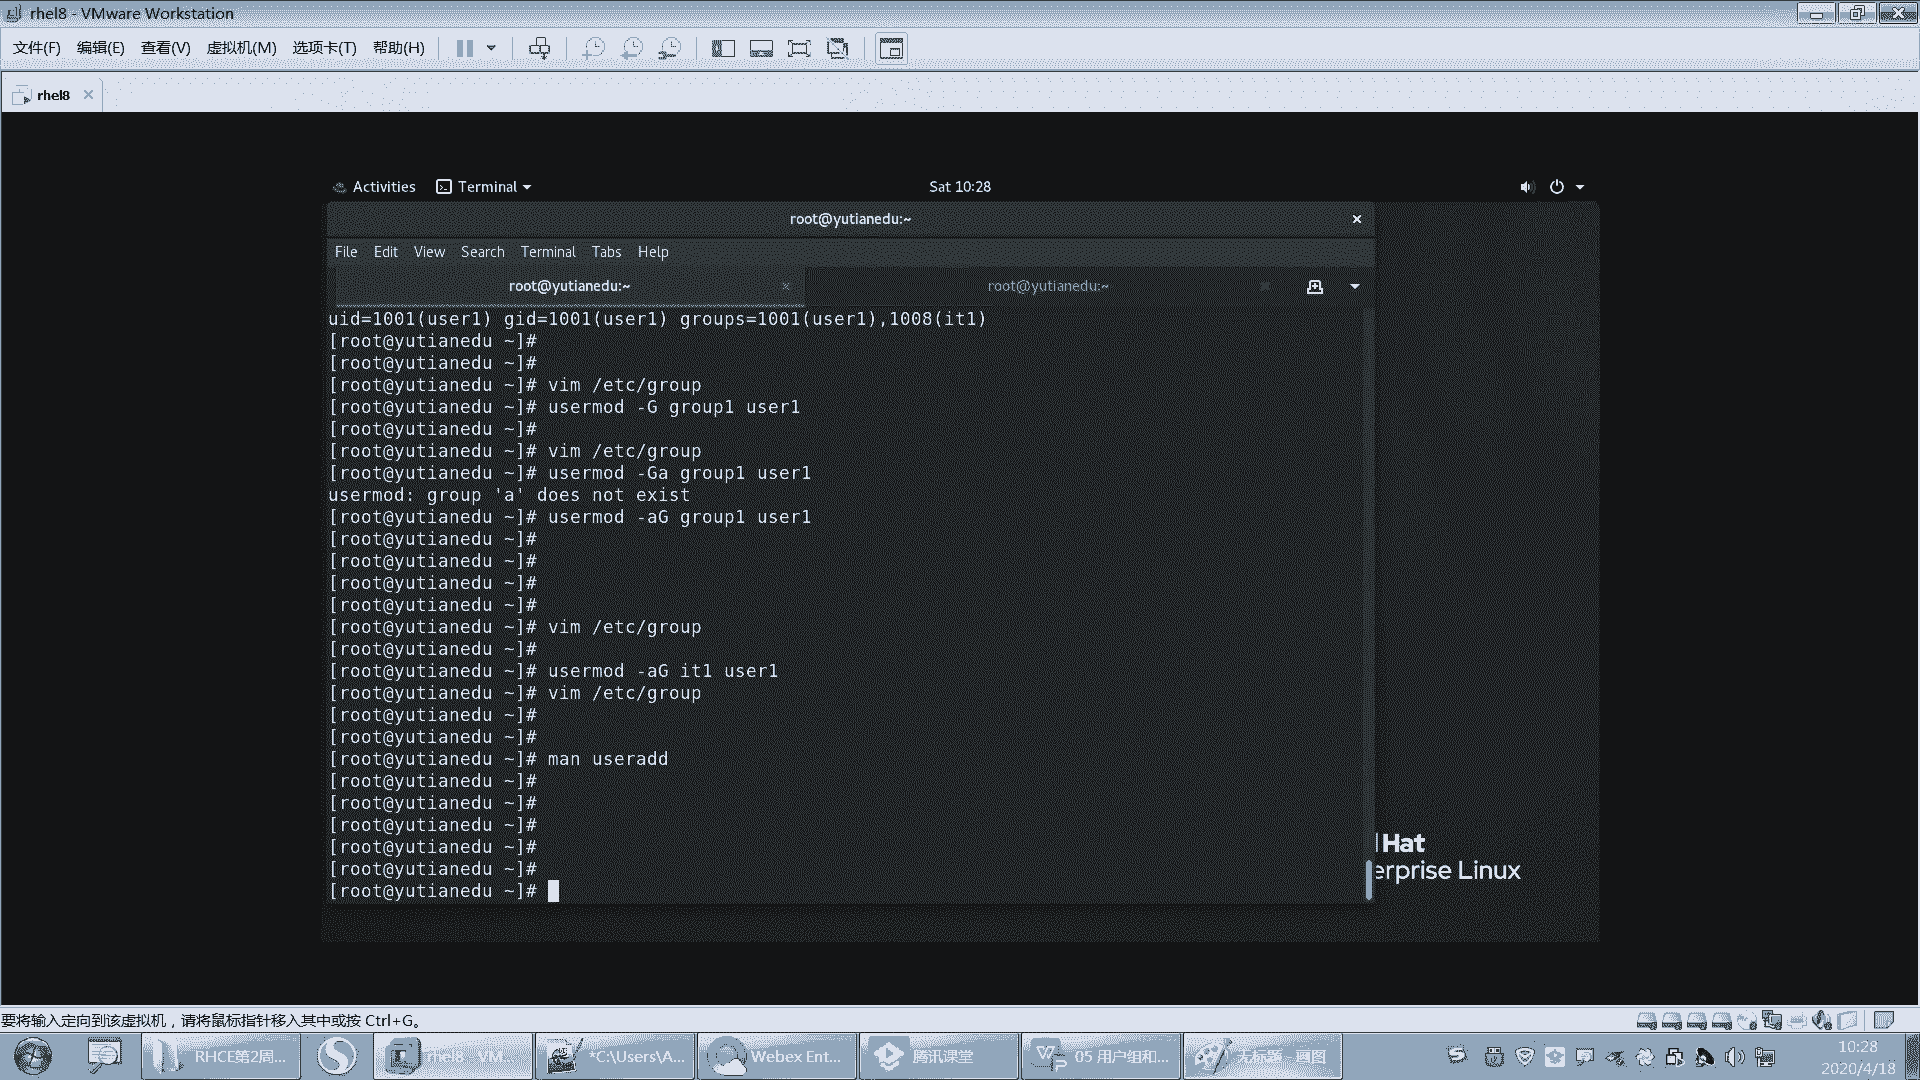 rhel8 - VMware Workstation
文件(F) 编辑(E) 查看(V) 虚拟机(M) 选项卡(T) 帮助(H)
rhel8
Activities Terminal Sat 10:28
root@yutianedu:~
File Edit View Search Terminal Tabs Help
root@yutianedu:~ root@yutianedu:~
uid=1001(user1) gid=1001(user1) groups=1001(user1),1008(it1)
[root@yutianedu ~]#
[root@yutianedu ~]#
[root@yutianedu ~]# vim /etc/group
[root@yutianedu ~]# usermod -G group1 user1
[root@yutianedu ~]#
[root@yutianedu ~]# vim /etc/group
[root@yutianedu ~]# usermod -Ga group1 user1
usermod: group 'a' does not exist
[root@yutianedu ~]# usermod -aG group1 user1
[root@yutianedu ~]#
[root@yutianedu ~]#
[root@yutianedu ~]#
[root@yutianedu ~]#
[root@yutianedu ~]# vim /etc/group
[root@yutianedu ~]#
[root@yutianedu ~]# usermod -aG it1 user1
[root@yutianedu ~]# vim /etc/group
[root@yutianedu ~]#
[root@yutianedu ~]#
[root@yutianedu ~]# man useradd
[root@yutianedu ~]#
[root@yutianedu ~]#
[root@yutianedu ~]#
[root@yutianedu ~]#
[root@yutianedu ~]#
[root@yutianedu ~]#
Hat
erprise Linux
要将输入定向到该虚拟机，请将鼠标指针移入其中或按 Ctrl+G。
RHCE第2周... rhel8 - VM... *C:\Users\A... Webex Ent... 腾讯课堂 05 用户组和... 无标题 - 画图
10:28
2020/4/18